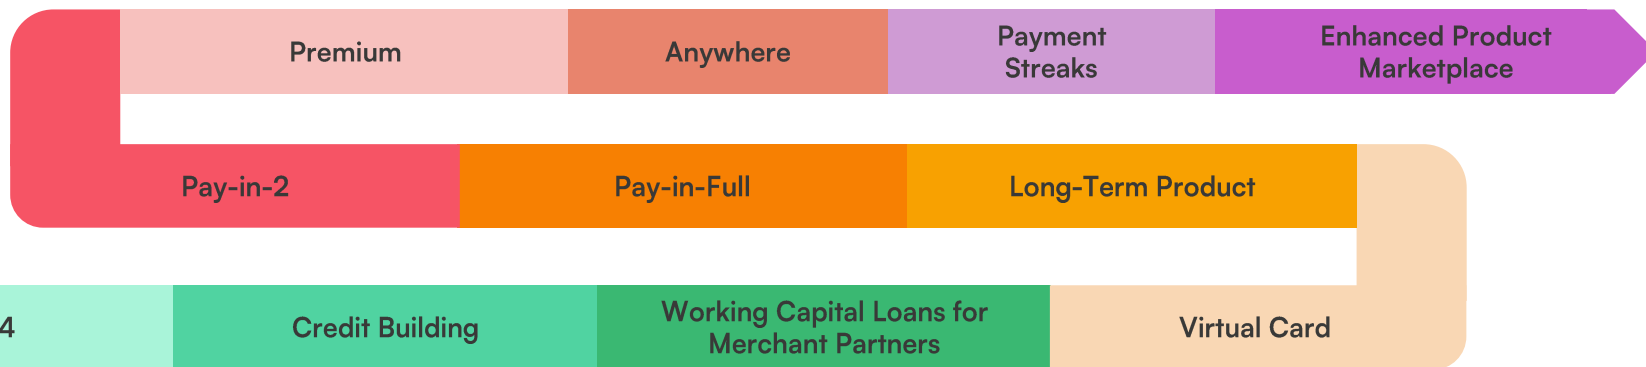 Premium
Anywhere
Payment
Streaks
Enhanced Product
Marketplace
Pay-in-2
Pay-in-Full
Long-Term Product
4
Credit Building
Working Capital Loans for
Merchant Partners
Virtual Card